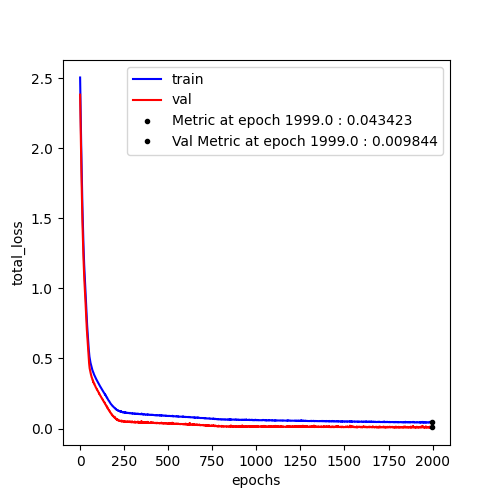 train
val
Metric at epoch 1999.0 : 0.043423
Val Metric at epoch 1999.0 : 0.009844
2.5
2.0
1.5
1.0
0.5
0.0
total_loss
0 250 500 750 1000 1250 1500 1750 2000
epochs